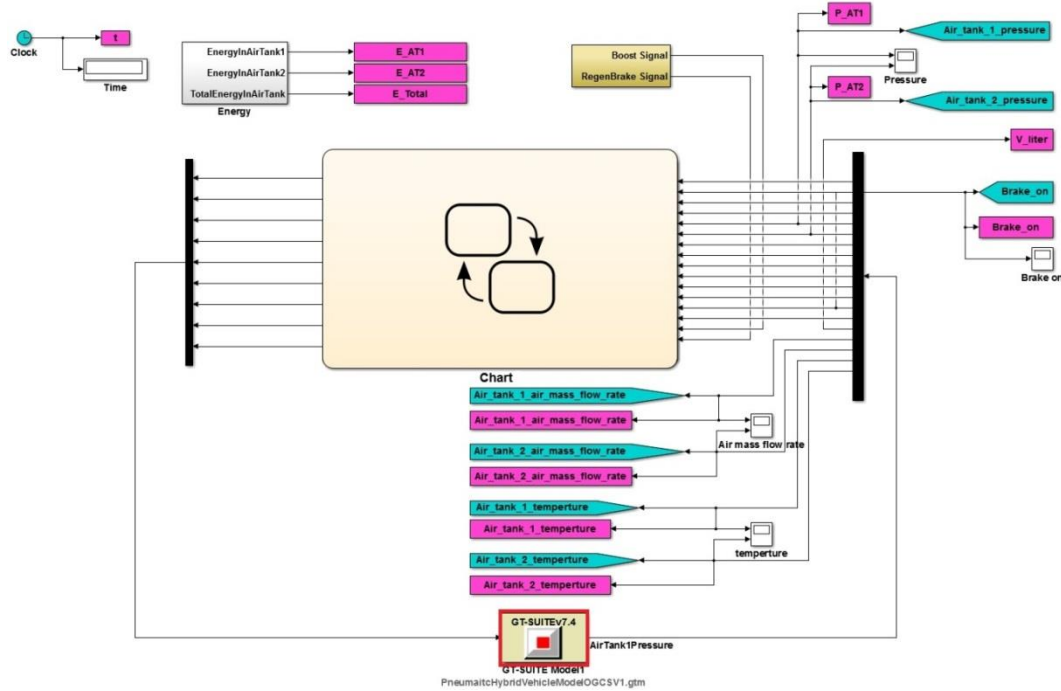 Clock
t
Time
EnergyInAirTank1
EnergyInAirTank2
TotalEnergyInAirTank
Energy
E_AT1
E_AT2
E_Total
Boost Signal
RegenBrake Signal
P_AT1
Air_tank_1_pressure
Pressure
P_AT2
Air_tank_2_pressure
V_liter
Brake_on
Brake_on
Brake on
Chart
Air_tank_1_air_mass_flow_rate
Air_tank_1_air_mass_flow_rate
Air mass flow rate
Air_tank_2_air_mass_flow_rate
Air_tank_2_air_mass_flow_rate
Air_tank_1_temperture
Air_tank_1_temperture
temperture
Air_tank_2_temperture
Air_tank_2_temperture
GT-SUITEv7.4
AirTank1Pressure
GT-SUITE Model1
PneumaitcHybridVehicleModelOGCSV1.gtm